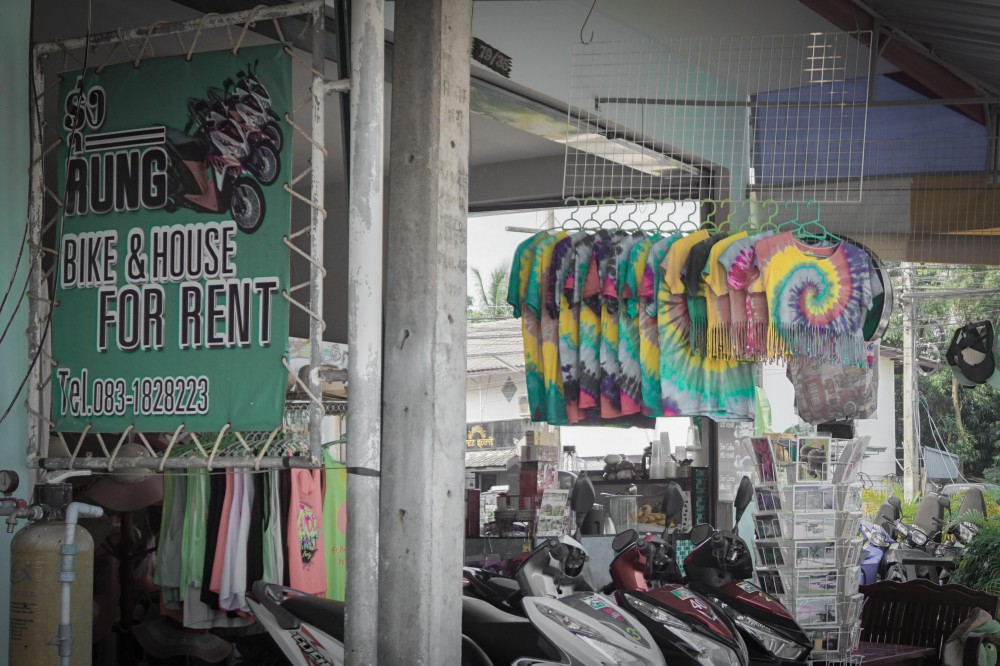 รุ้ง
RUNG
BIKE & HOUSE
FOR RENT
Tel.083-1828223